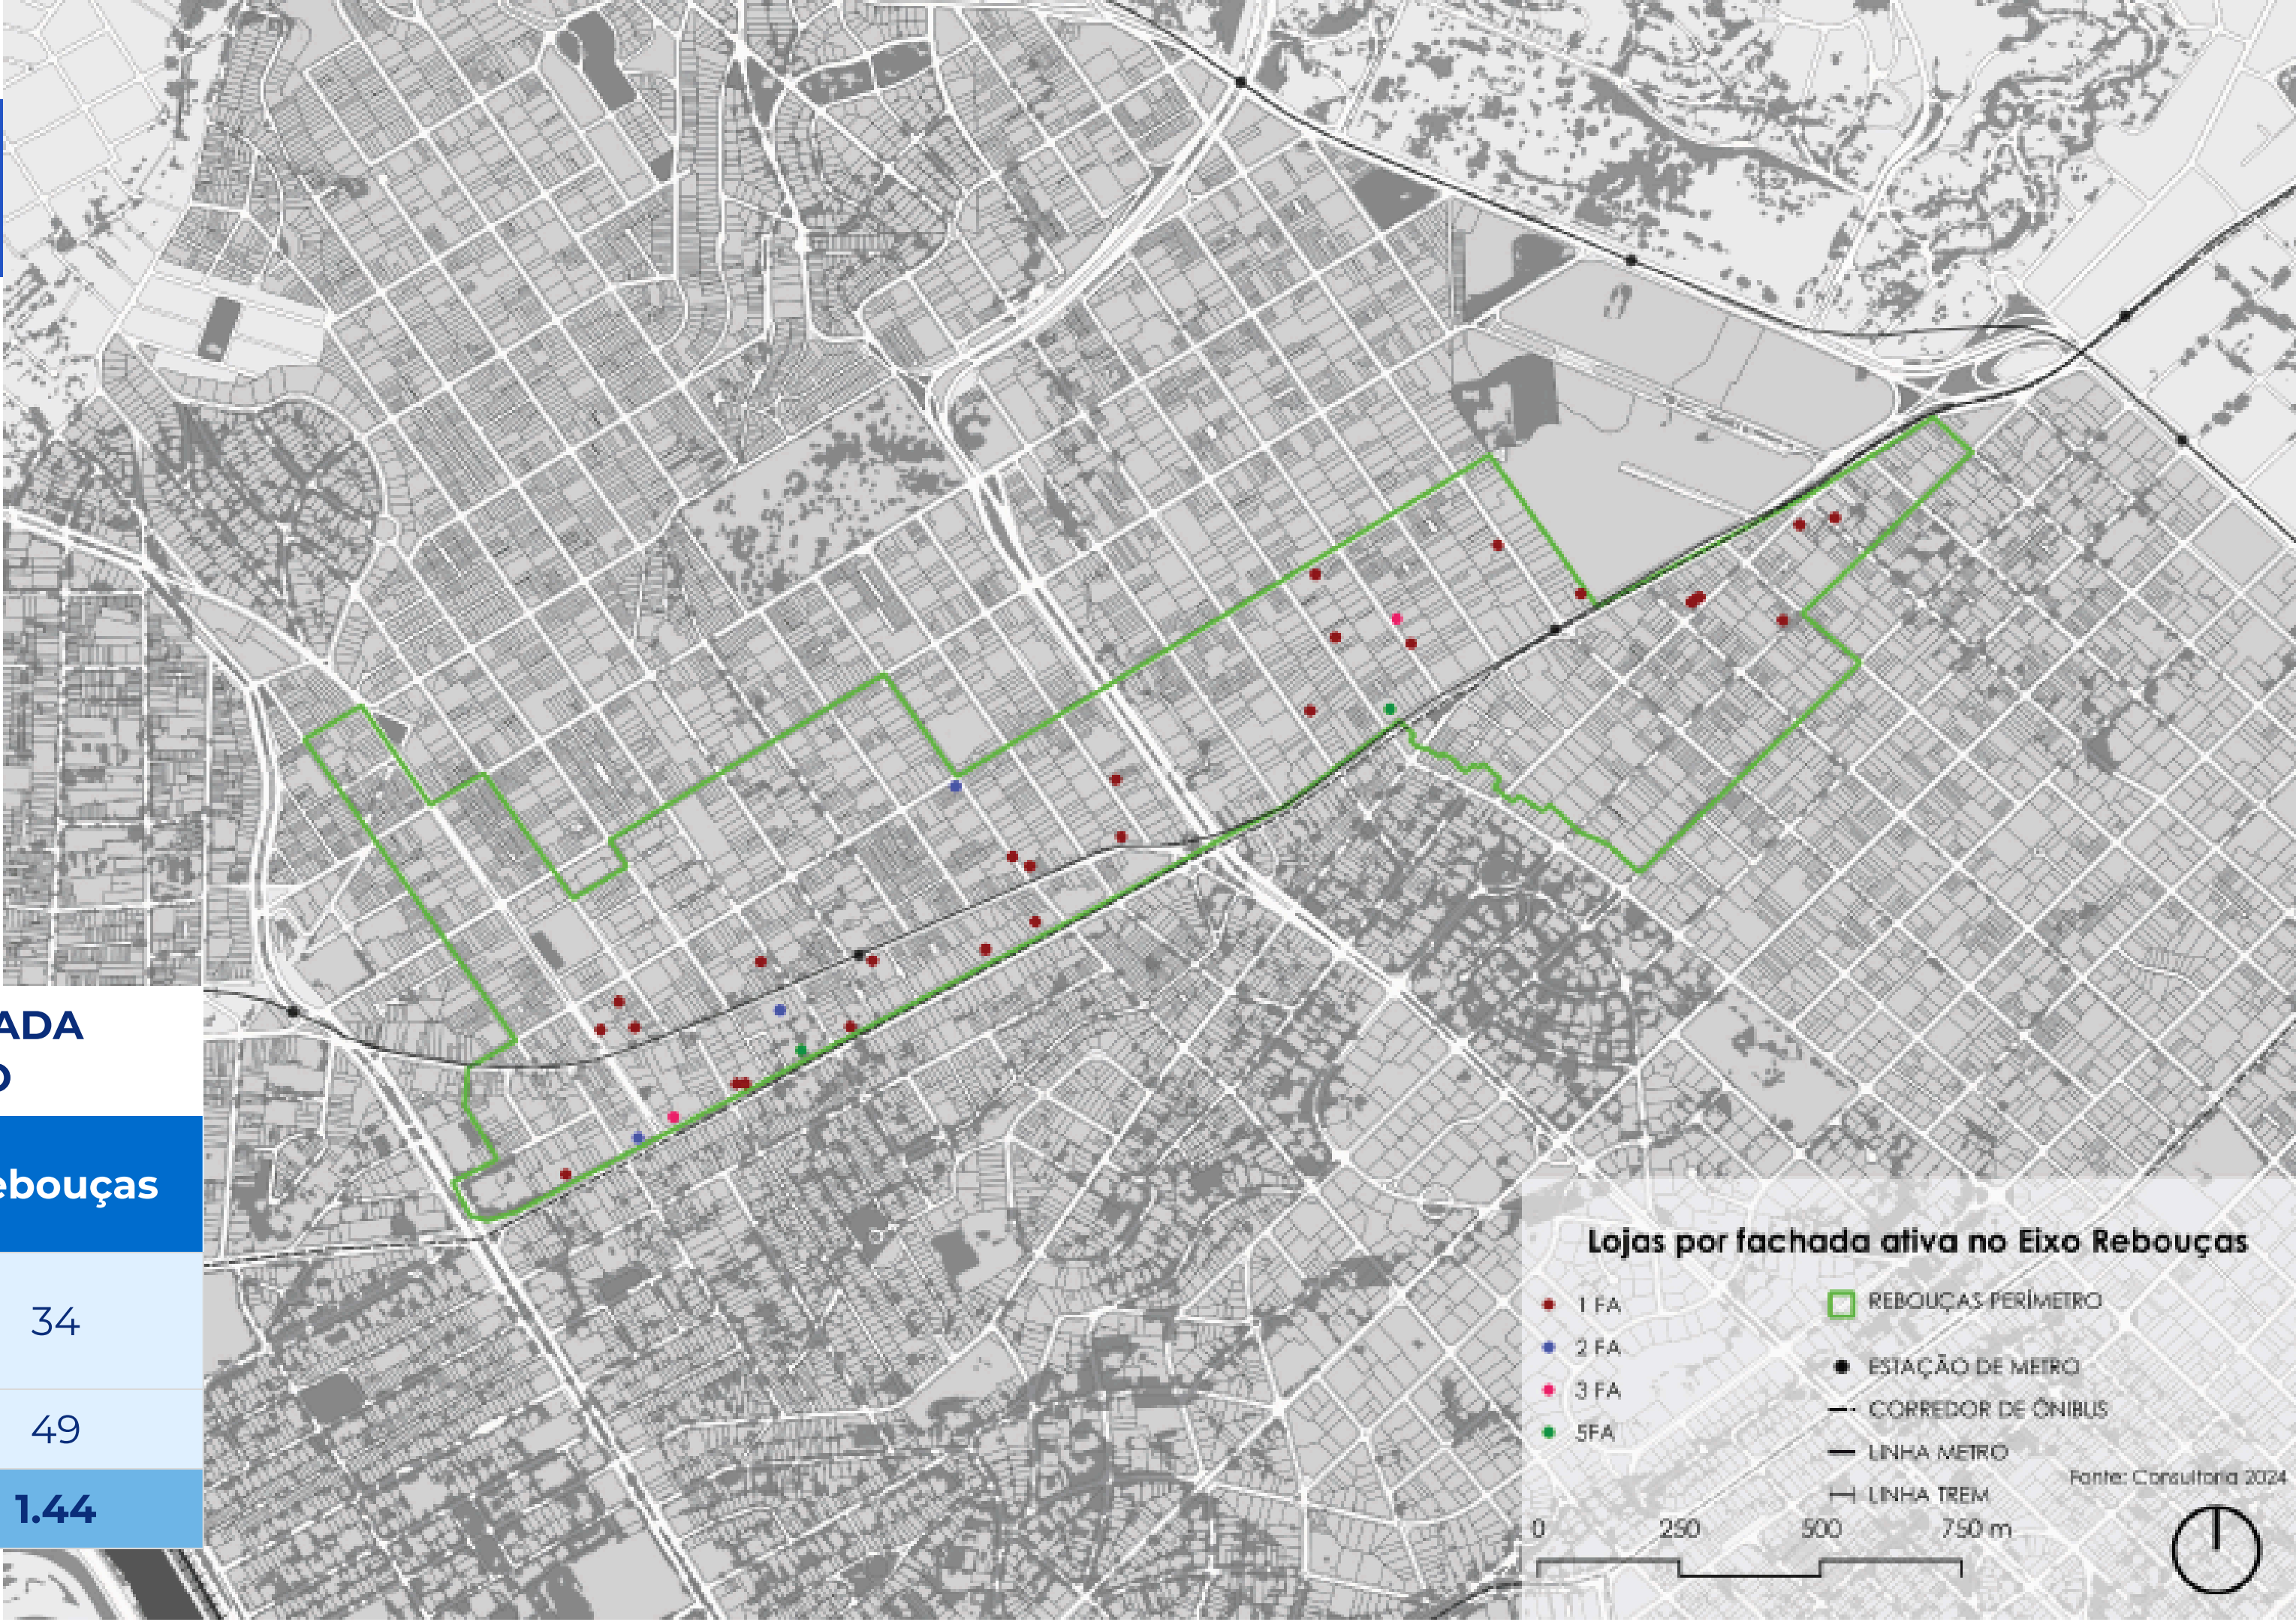 ADA
O
ebouças
34
49
1.44
Lojas por fachada ativa no Eixo Rebouças
1 FA
2 FA
3 FA
5FA
REBOUÇAS PERÍMETRO
ESTAÇÃO DE METRO
CORREDOR DE ÔNIBUS
LINHA METRO
LINHA TREM
Fonte: Consultoria 2024
0 250 500 750 m